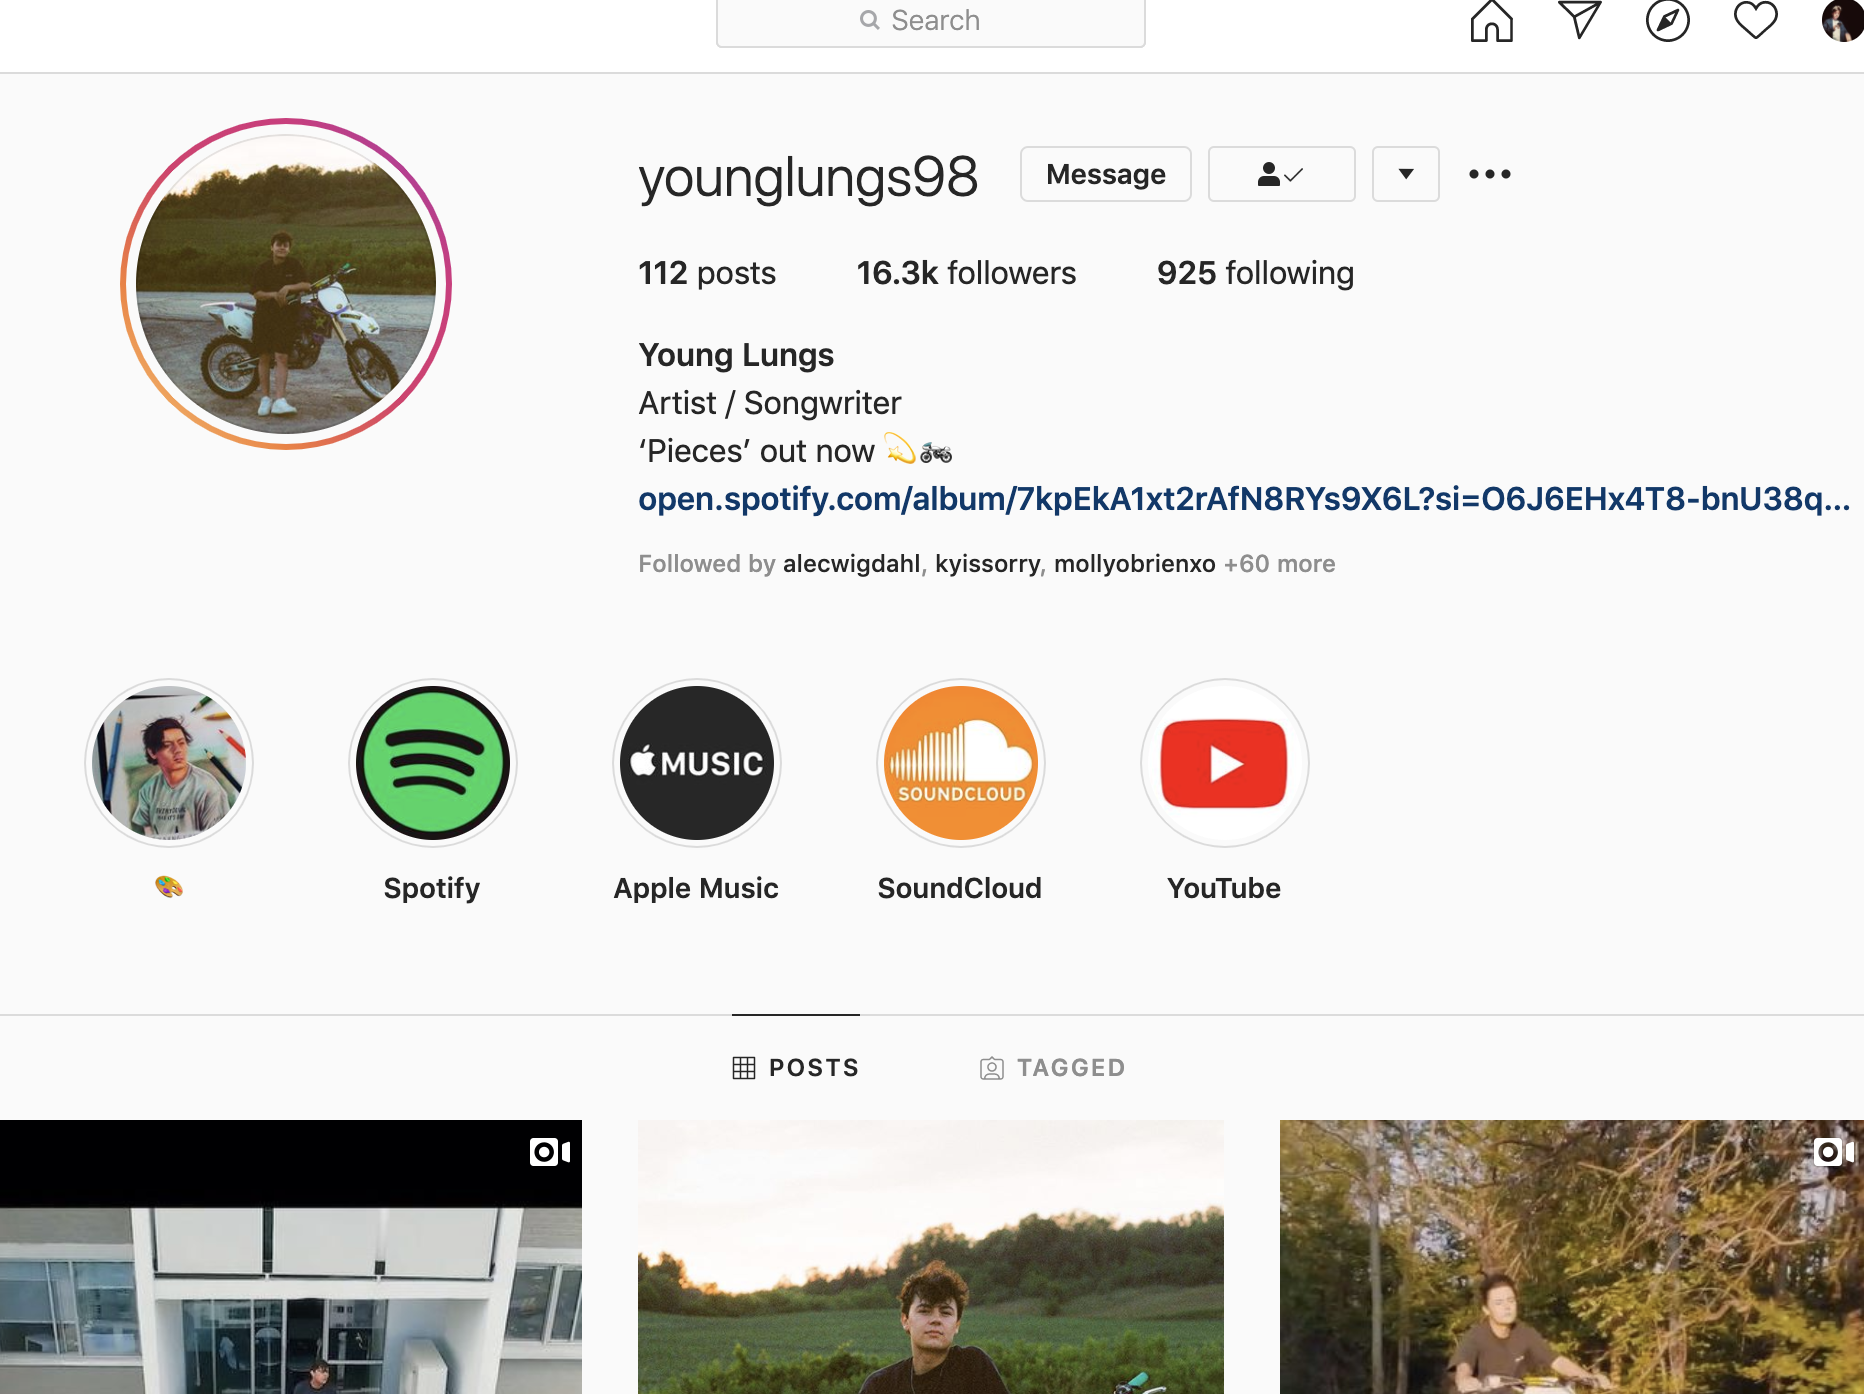 Search
younglungs98
Message
112 posts
16.3k followers
925 following
Young Lungs
Artist / Songwriter
‘Pieces’ out now 💫🏍
open.spotify.com/album/7kpEkA1xt2rAfN8RYs9X6L?si=O6J6EHx4T8-bnU38q...
Followed by alecwigdahl, kyissorry, mollyobrienxo +60 more
MUSIC
SOUNDCLOUD
🎨
Spotify
Apple Music
SoundCloud
YouTube
POSTS
TAGGED